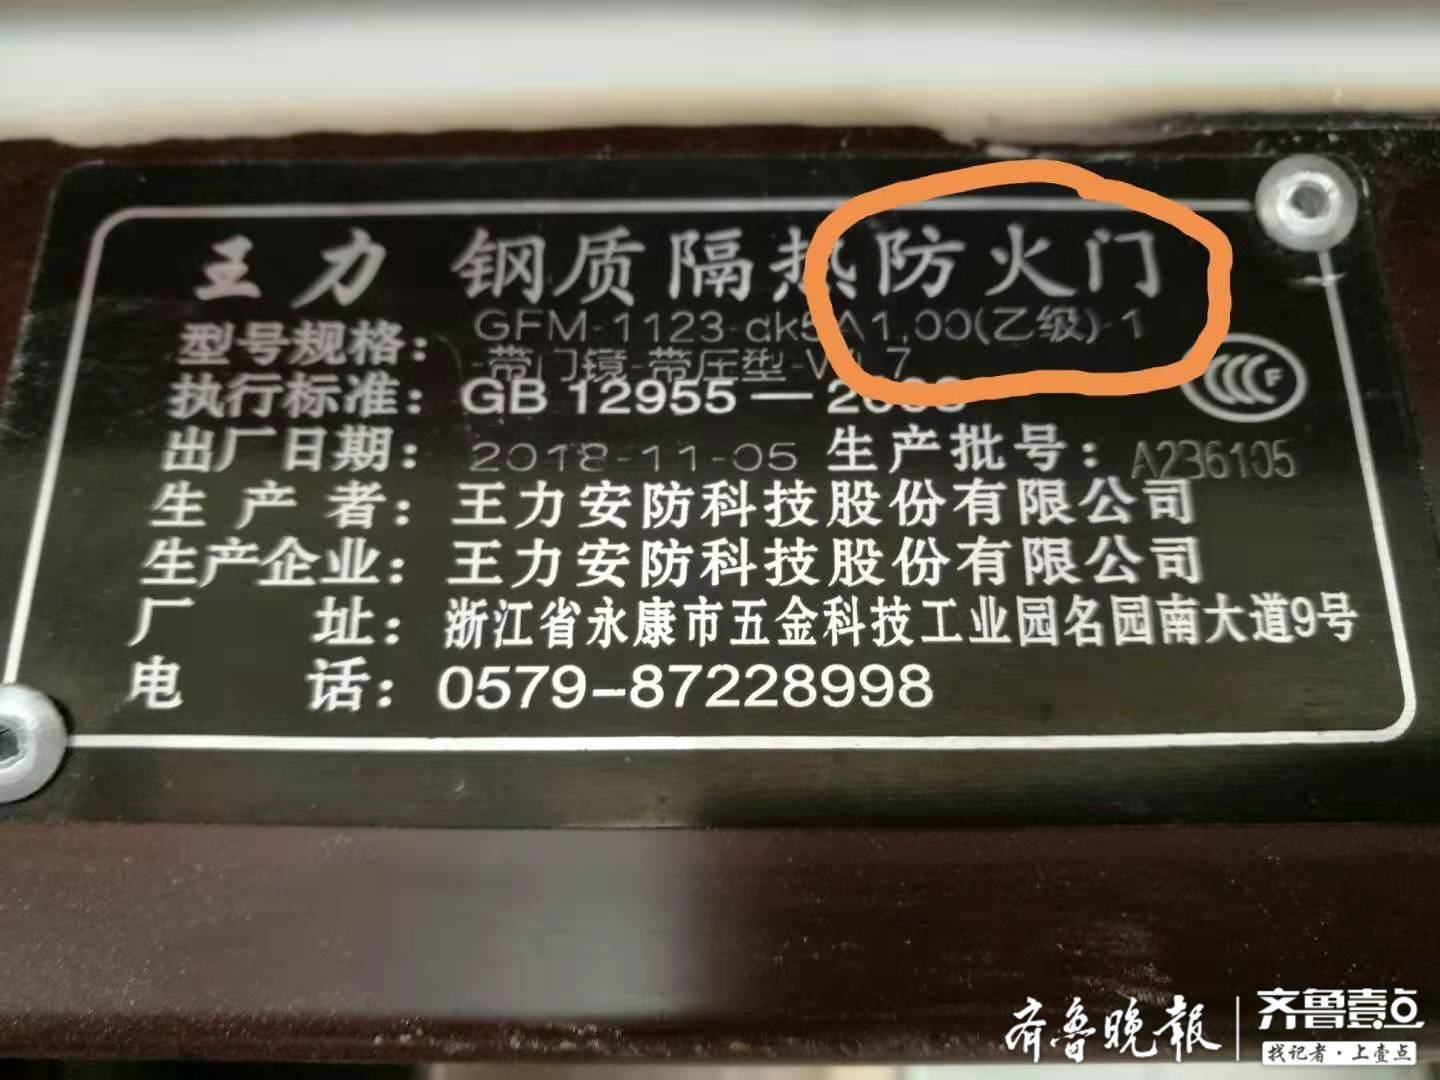 王力 钢质隔热防火门
型号规格: GFM-1123-dk5A1.00(乙级)-1
-带门镜-带压型-
执行标准: GB 12955—2008
出厂日期: 2018-11-05 生产批号: A236105
生产者: 王力安防科技股份有限公司
生产企业: 王力安防科技股份有限公司
厂址: 浙江省永康市五金科技工业园名园南大道9号
电话: 0579-87228998
CCC F
齐鲁晚报 齐鲁壹点
找记者·上壹点